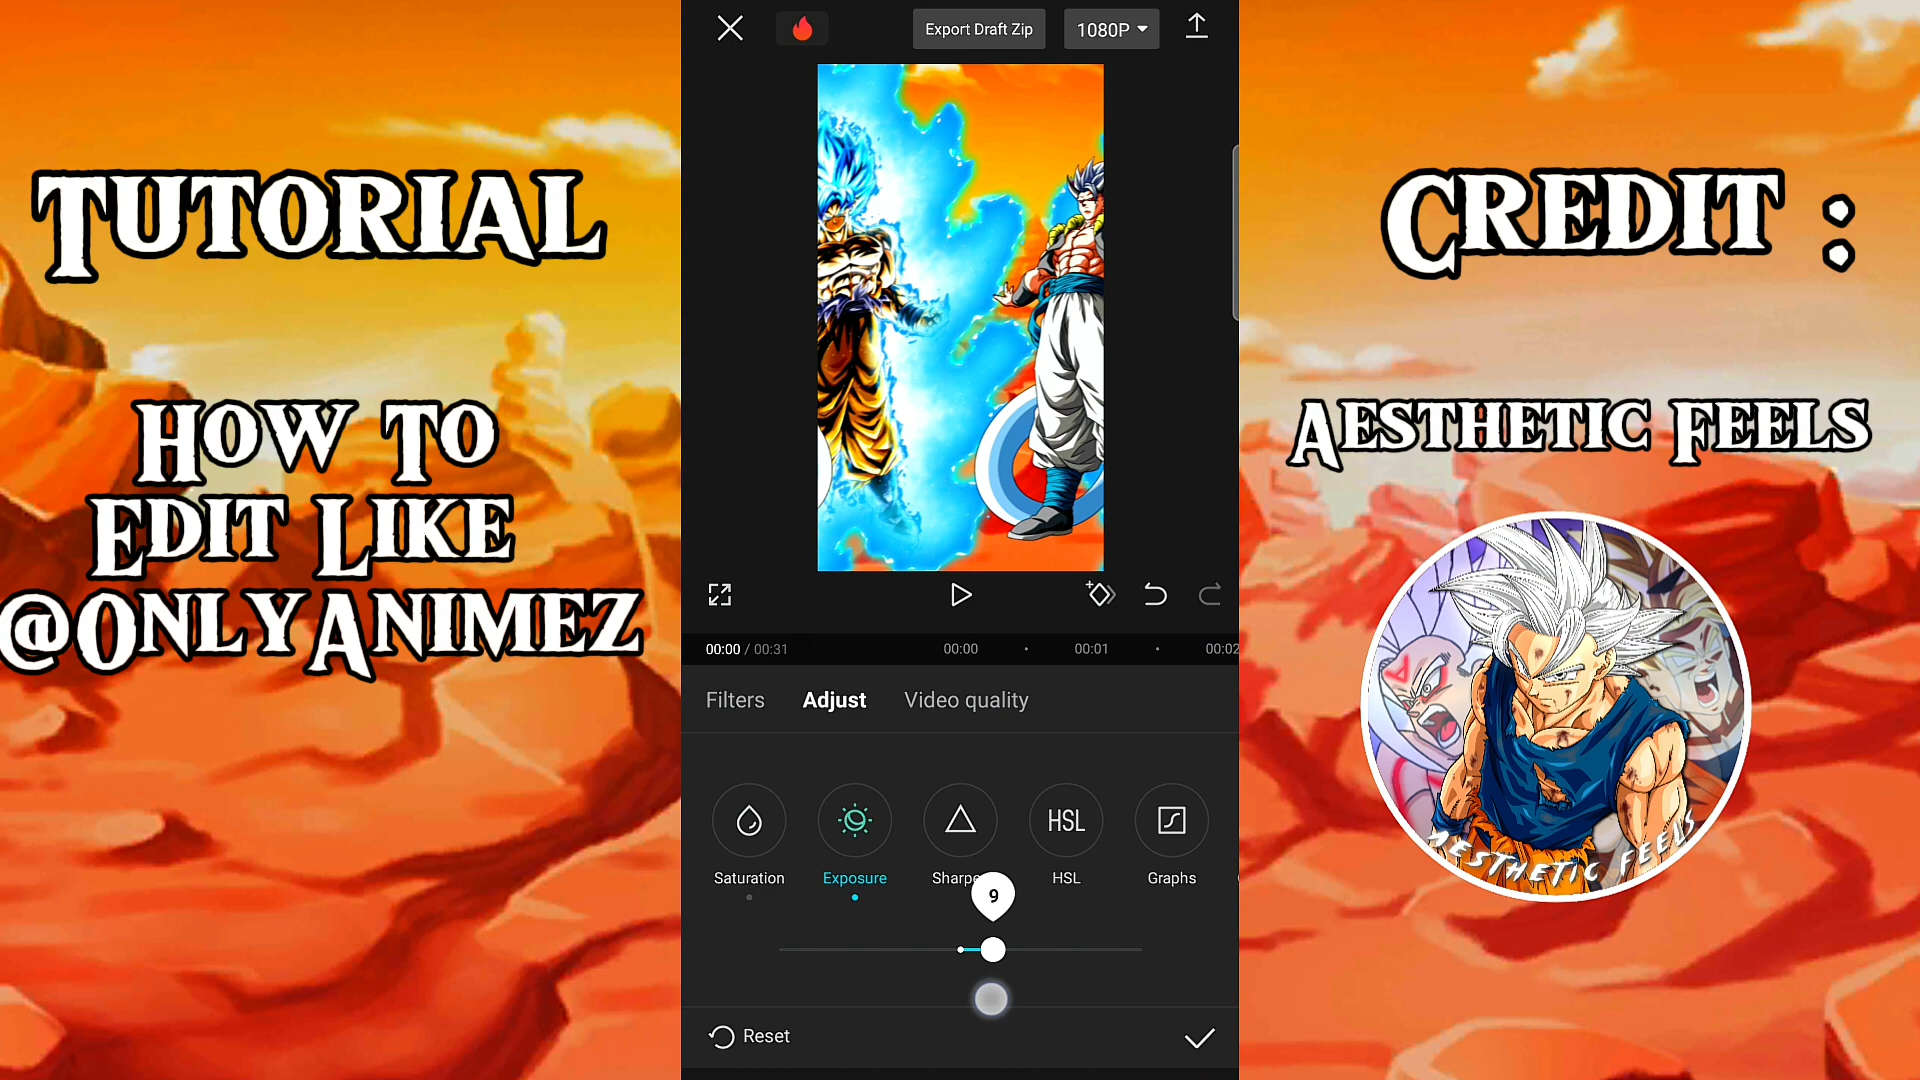 TUTORIAL
HOW TO
EDIT LIKE
@ONLYANIMEZ
Export Draft Zip
1080P
00:00 / 00:31
00:00
00:01
00:02
Filters
Adjust
Video quality
HSL
Saturation
Exposure
HSL
Graphs
9
Reset
CREDIT :
AESTHETIC FEELS
AESTHETIC FEELS